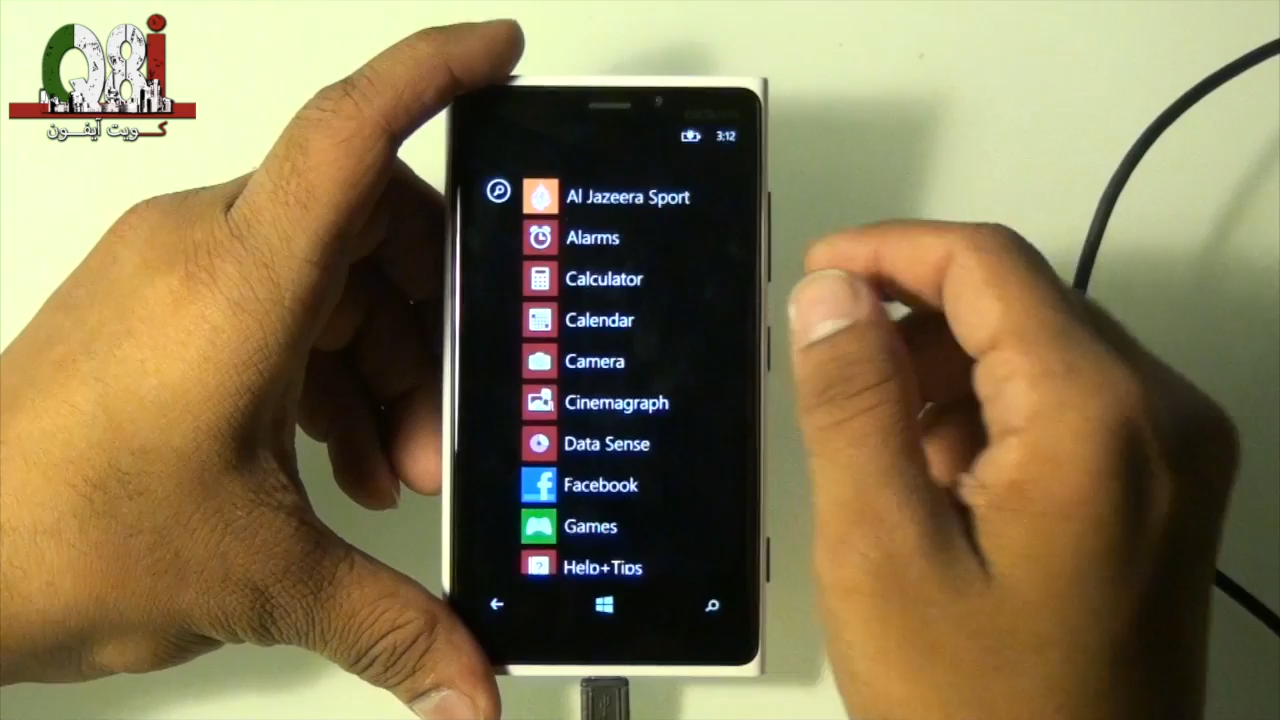 Q8i
كويت آيفون
3:12
Al Jazeera Sport
Alarms
Calculator
Calendar
Camera
Cinemagraph
Data Sense
Facebook
Games
Help+Tips